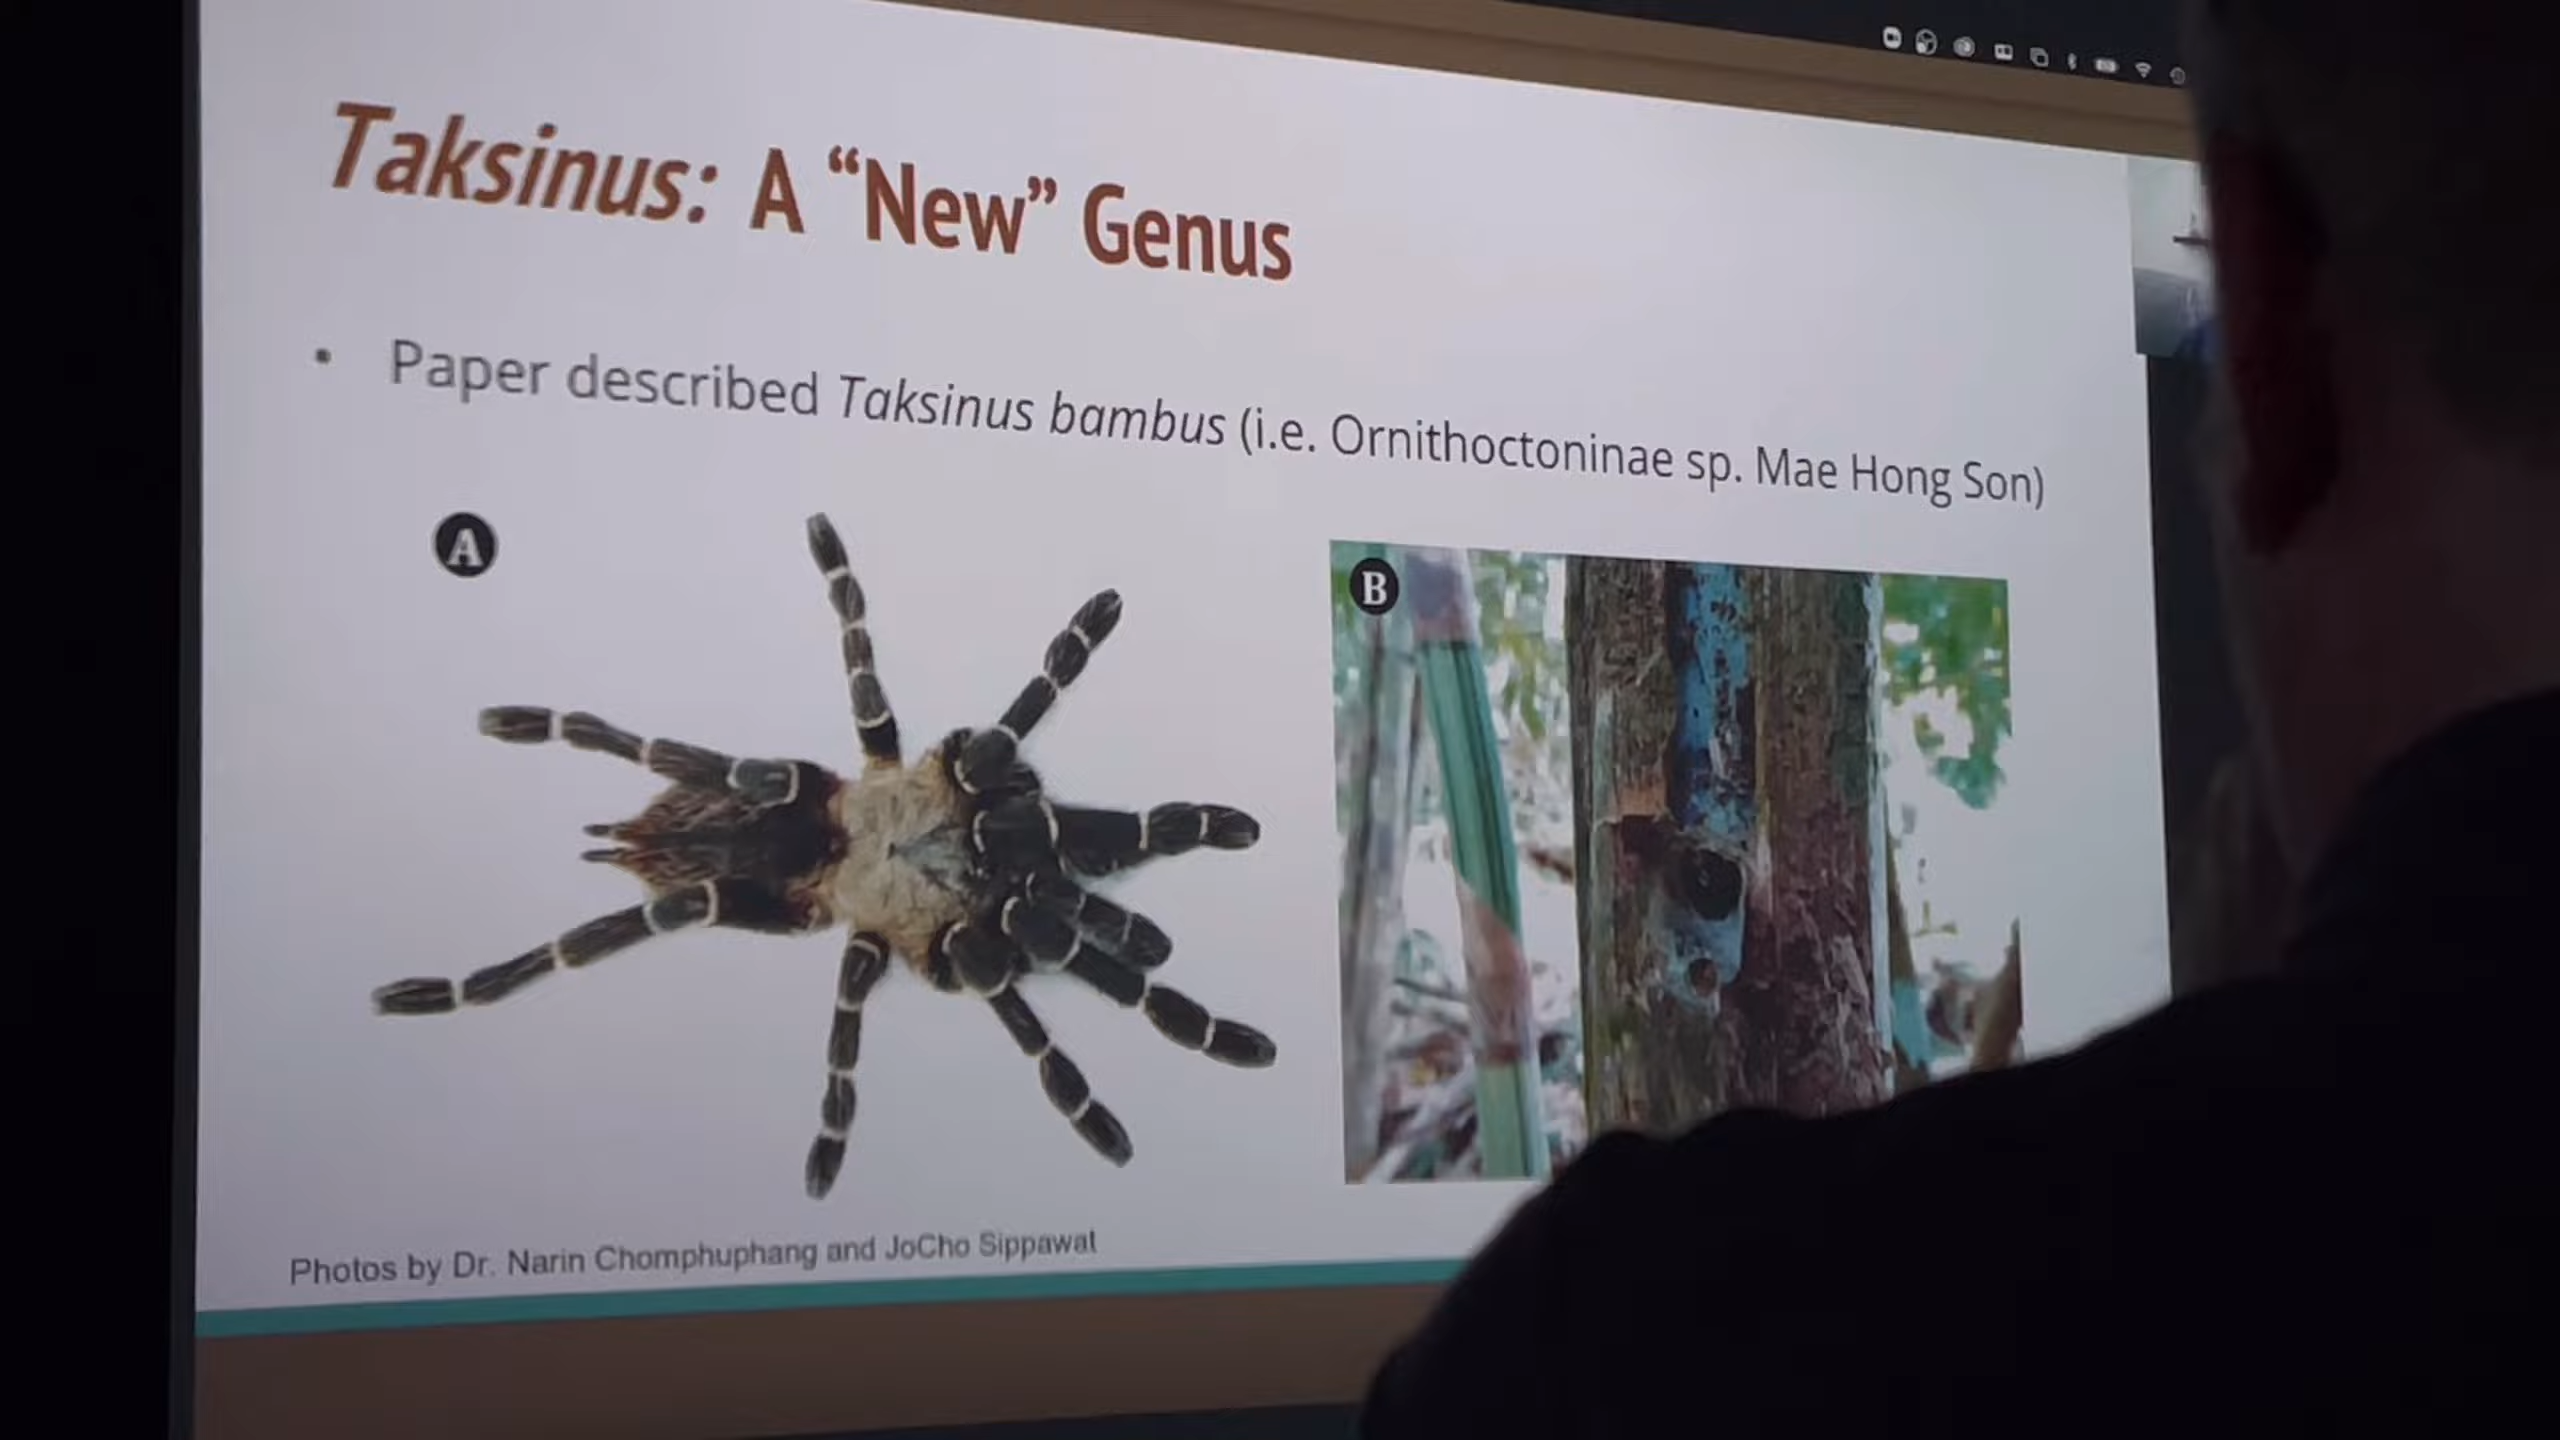 Taksinus: A “New” Genus
• Paper described Taksinus bambus (i.e. Ornithoctoninae sp. Mae Hong Son)
A
B
Photos by Dr. Narin Chomphuphang and JoCho Sippawat